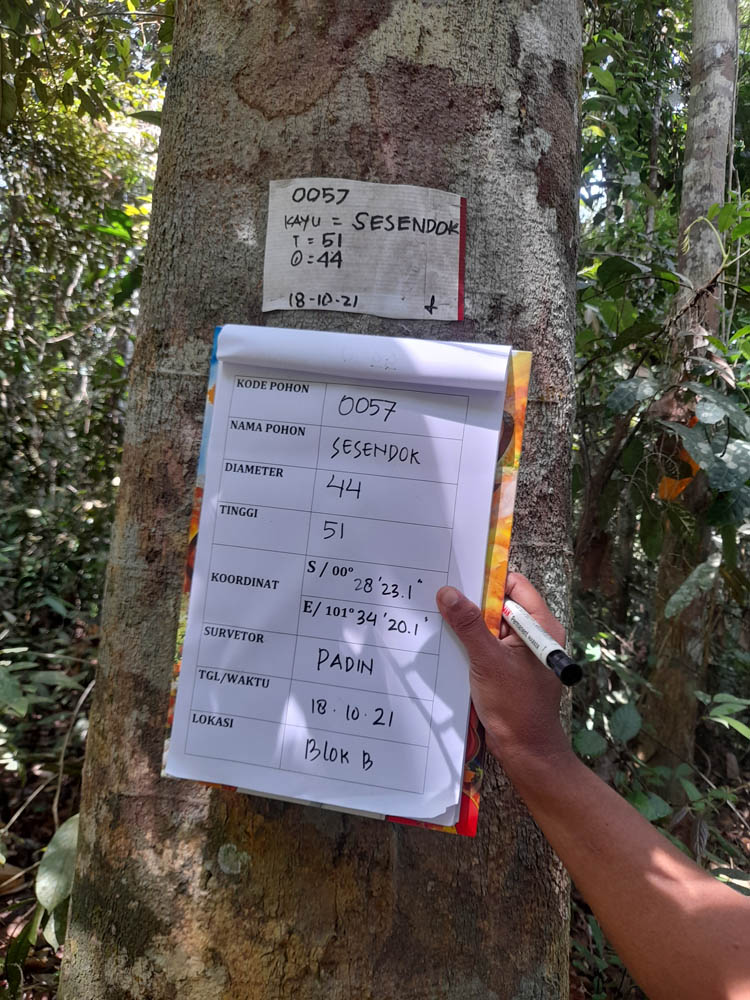 0057
KAYU = SESENDOK
T = 51
Ø = 44
18-10-21
KODE POHON 0057
NAMA POHON SESENDOK
DIAMETER 44
TINGGI 51
KOORDINAT S / 00° 28'23.1"
E/ 101° 34'20.1"
SURVETOR PADIN
TGL/WAKTU 18.10.21
LOKASI Blok B